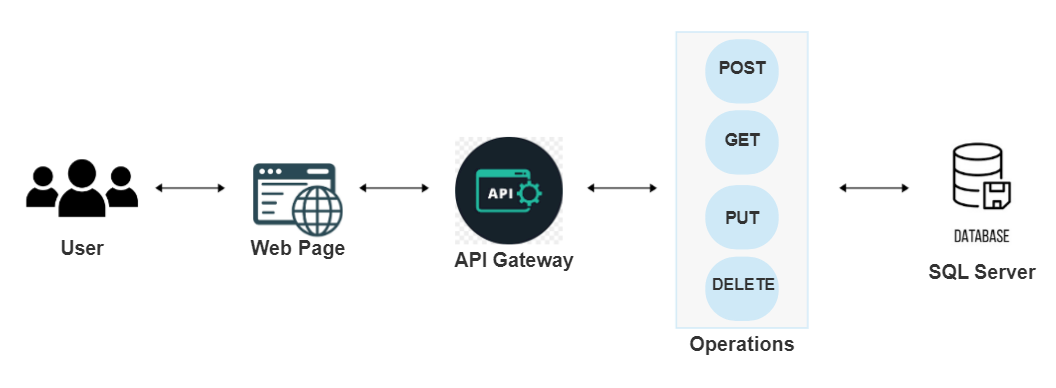 POST
GET
PUT
DELETE
API
DATABASE
User
Web Page
API Gateway
SQL Server
Operations